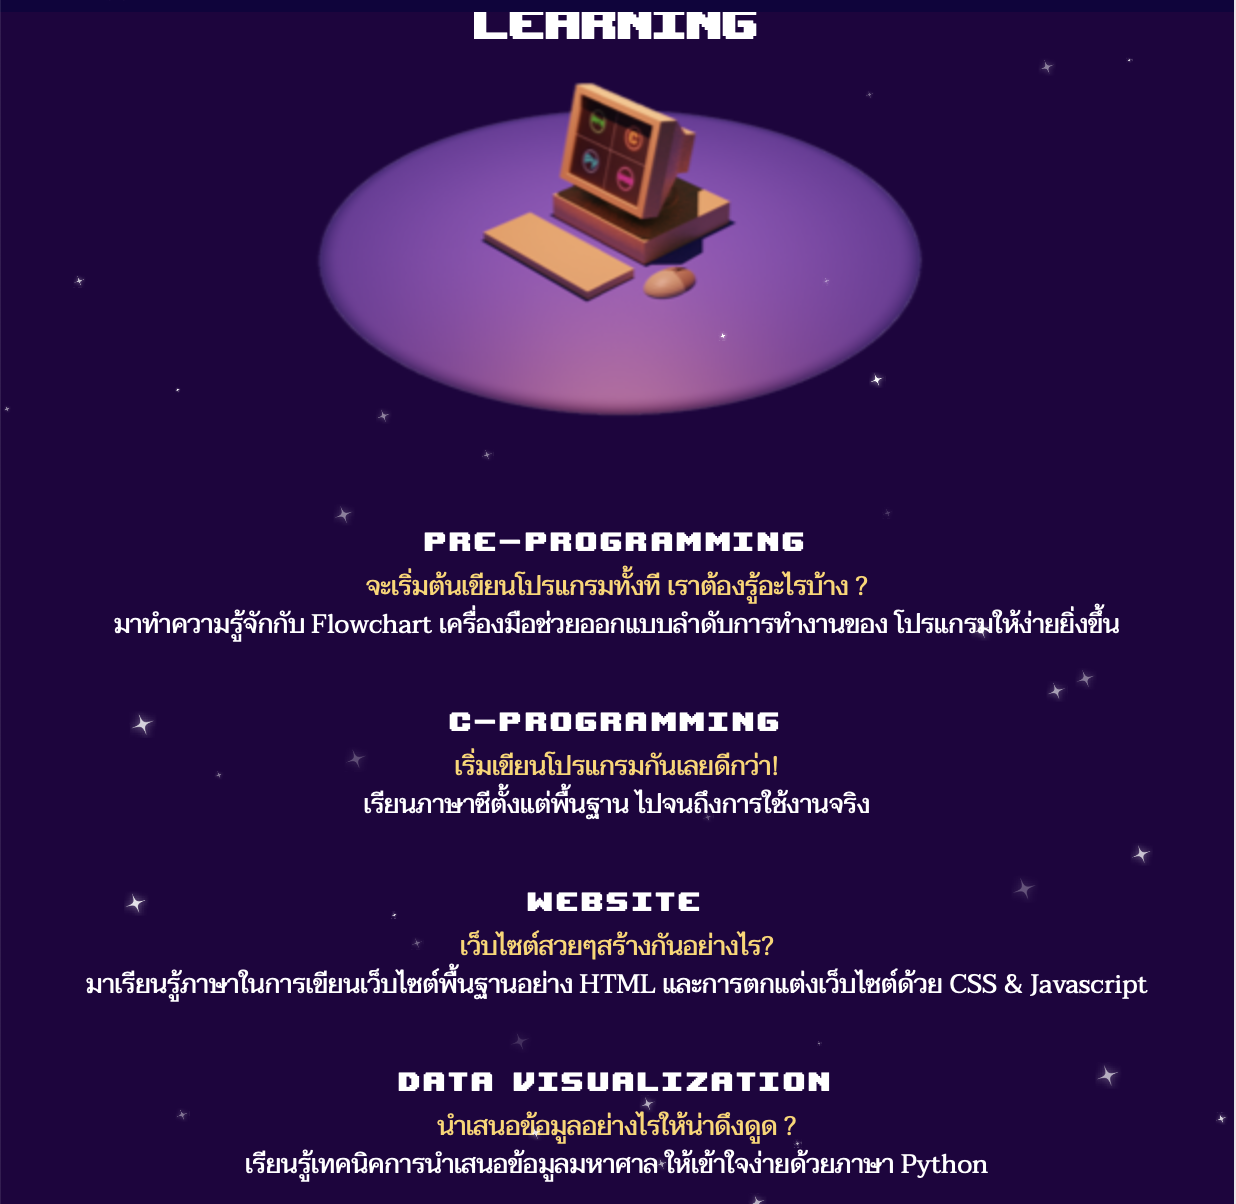 LEARNING
PRE-PROGRAMMING
จะเริ่มต้นเขียนโปรแกรมทั้งที เราต้องรู้อะไรบ้าง ?
มาทำความรู้จักกับ Flowchart เครื่องมือช่วยออกแบบลำดับการทำงานของ โปรแกรมให้ง่ายยิ่งขึ้น
C-PROGRAMMING
เริ่มเขียนโปรแกรมกันเลยดีกว่า!
เรียนภาษาซีตั้งแต่พื้นฐาน ไปจนถึงการใช้งานจริง
WEBSITE
เว็บไซต์สวยๆสร้างกันอย่างไร?
มาเรียนรู้ภาษาในการเขียนเว็บไซต์พื้นฐานอย่าง HTML และการตกแต่งเว็บไซต์ด้วย CSS & Javascript
DATA VISUALIZATION
นำเสนอข้อมูลอย่างไรให้น่าดึงดูด ?
เรียนรู้เทคนิคการนำเสนอข้อมูลมหาศาล ให้เข้าใจง่ายด้วยภาษา Python